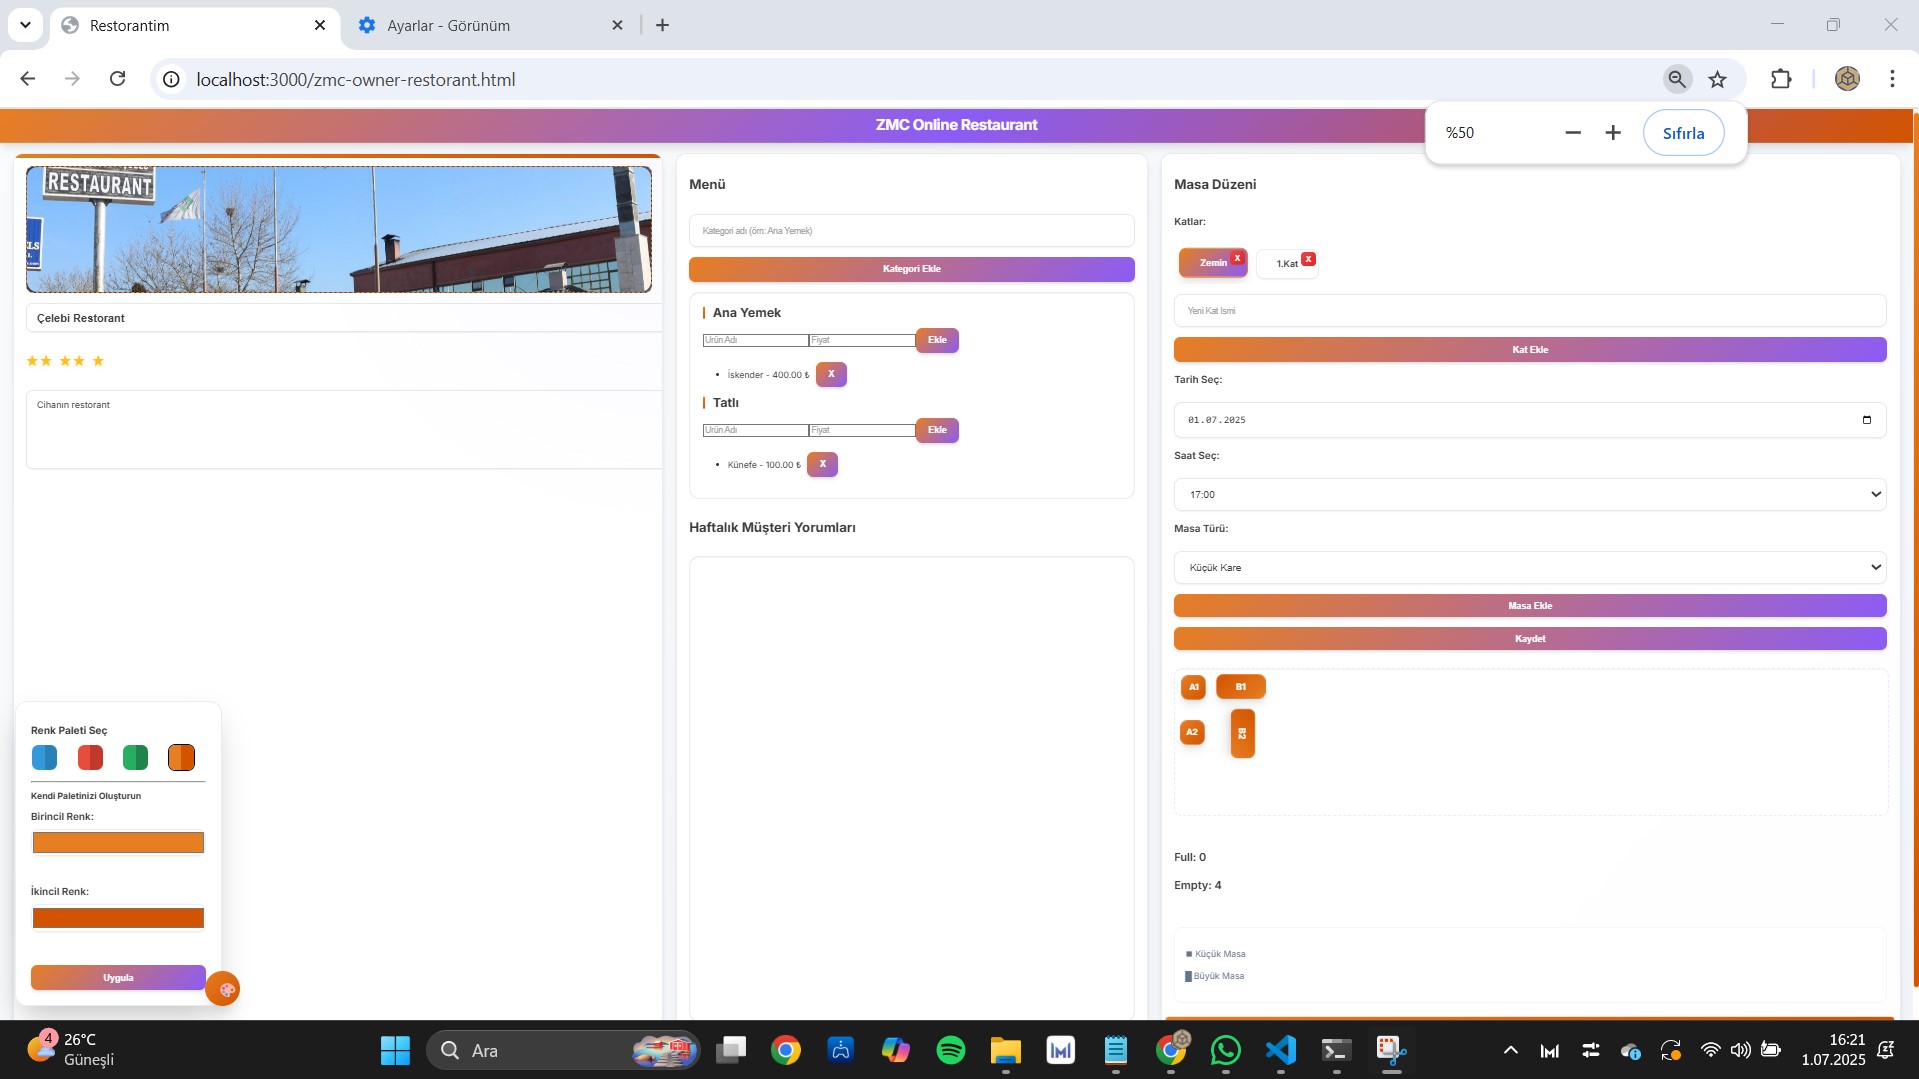 Restorantim
Ayarlar - Görünüm
localhost:3000/zmc-owner-restorant.html
%50
Sıfırla
ZMC Online Restaurant
RESTAURANT
Çelebi Restorant
Cihanın restorant
Renk Paleti Seç
Kendi Paletinizi Oluşturun
Birincil Renk:
İkincil Renk:
Uygula
Menü
Kategori adı (örn: Ana Yemek)
Kategori Ekle
Ana Yemek
Ürün Adı
Fiyat
Ekle
İskender - 400.00 ₺
X
Tatlı
Ürün Adı
Fiyat
Ekle
Künefe - 100.00 ₺
X
Haftalık Müşteri Yorumları
Masa Düzeni
Katlar:
Zemin
X
1.Kat
X
Yeni Kat İsmi
Kat Ekle
Tarih Seç:
01.07.2025
Saat Seç:
17:00
Masa Türü:
Küçük Kare
Masa Ekle
Kaydet
A1
B1
A2
B2
Full: 0
Empty: 4
Küçük Masa
Büyük Masa
4
26°C
Güneşli
Ara
16:21
1.07.2025